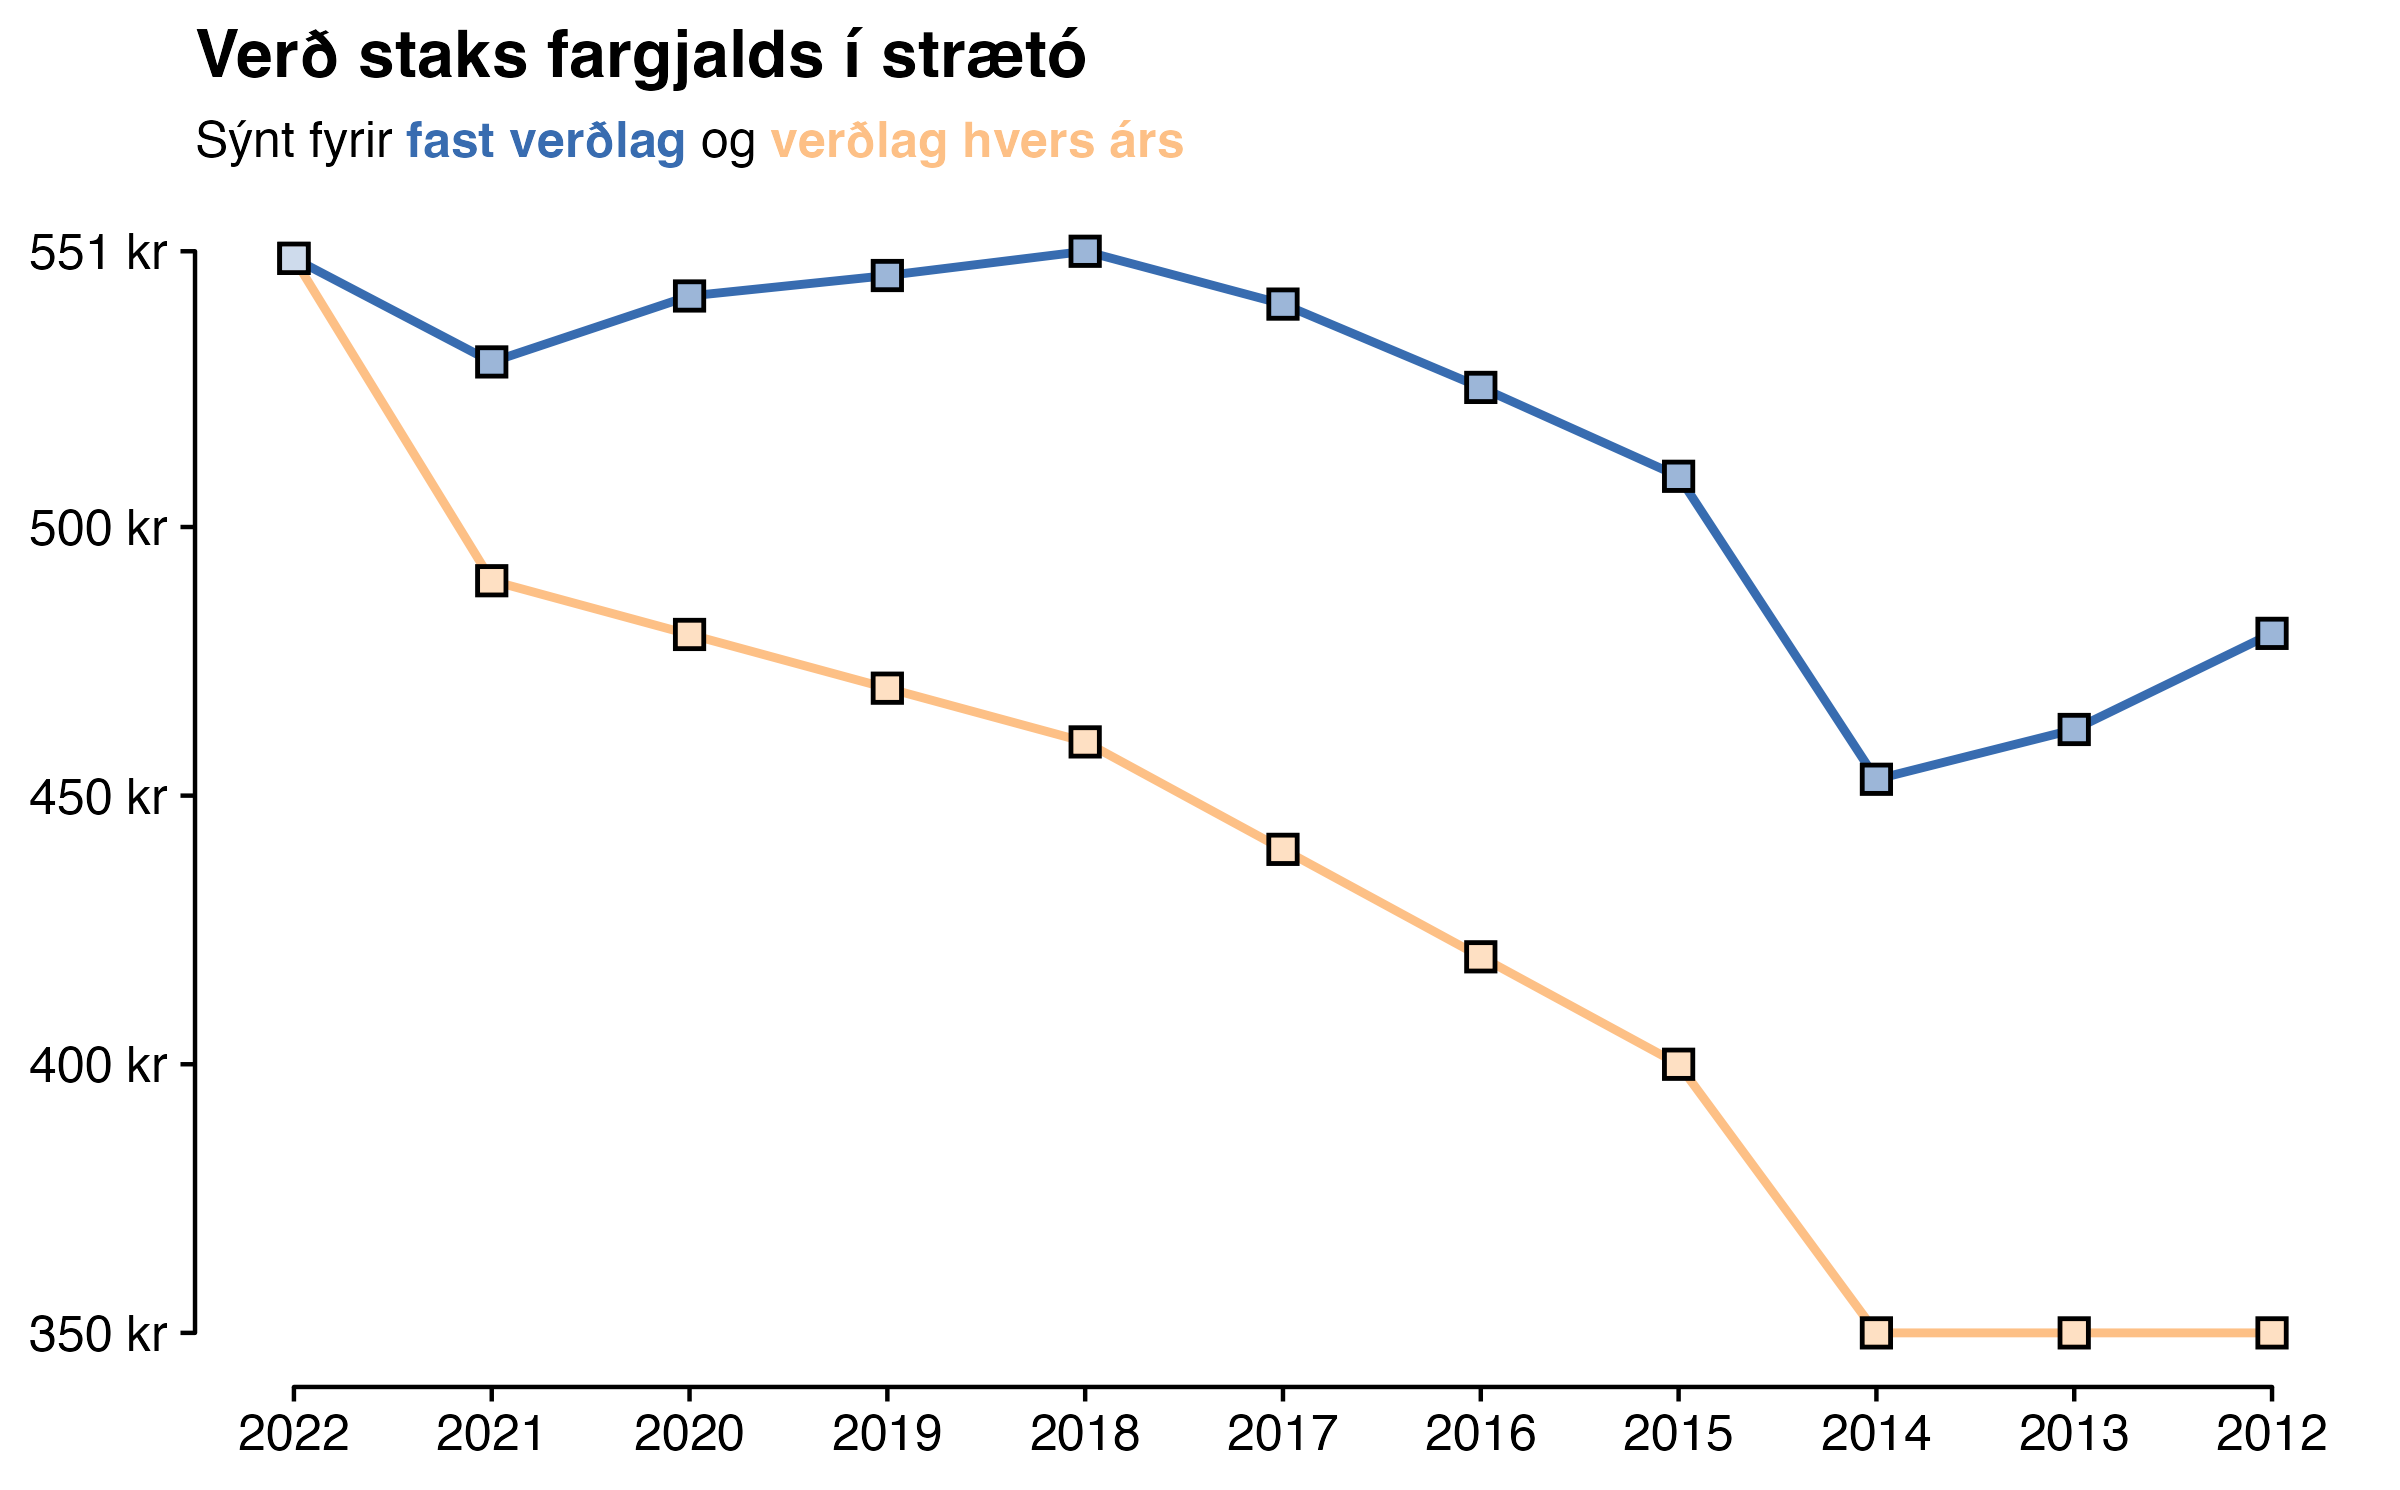 Verð staks fargjalds í strætó
Sýnt fyrir fast verðlag og verðlag hvers árs
551 kr
500 kr
450 kr
400 kr
350 kr
2022 2021 2020 2019 2018 2017 2016 2015 2014 2013 2012